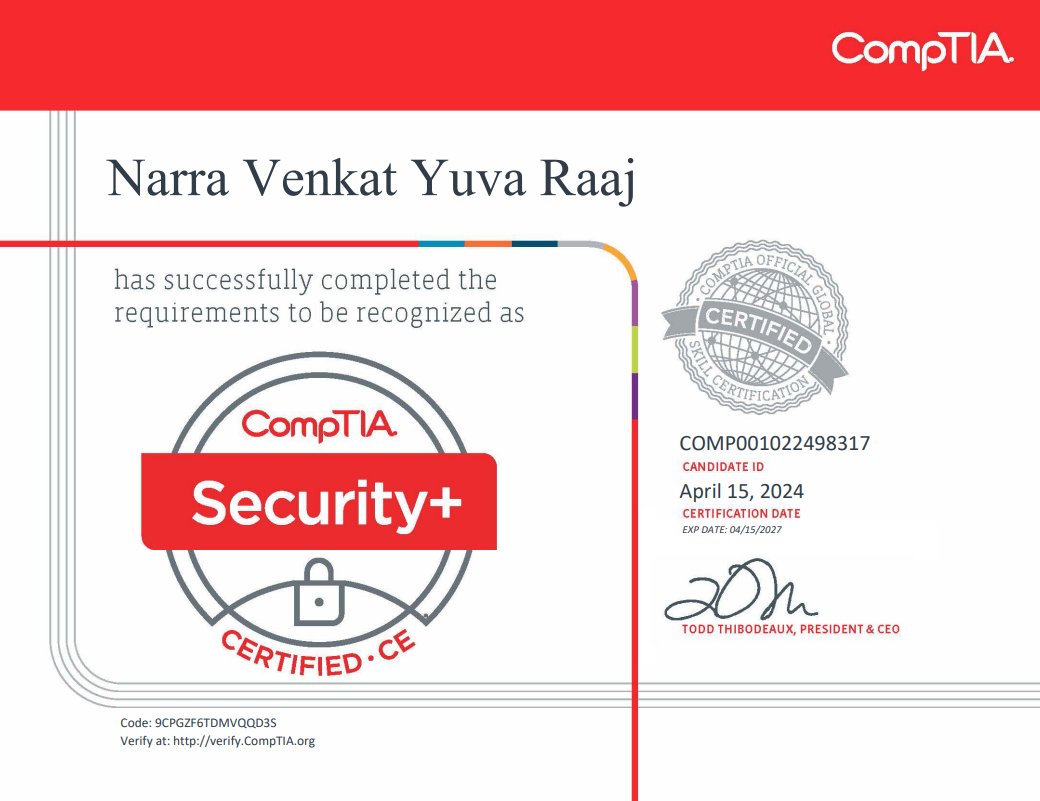 CompTIA.
Narra Venkat Yuva Raaj
has successfully completed the
requirements to be recognized as
COMPTIA OFFICIAL GLOBAL
CERTIFIED
SKILL CERTIFICATION
CompTIA.
Security+
CERTIFIED · CE
COMP001022498317
CANDIDATE ID
April 15, 2024
CERTIFICATION DATE
EXP DATE: 04/15/2027
TODD THIBODEAUX, PRESIDENT & CEO
Code: 9CPGZF6TDMVQQD3S
Verify at: http://verify.CompTIA.org